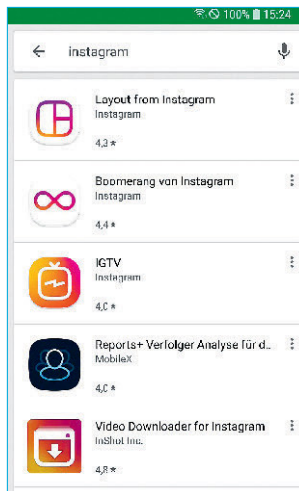 100% 15:24
instagram
Layout from Instagram
Instagram
4,3 ★
Boomerang von Instagram
Instagram
4,4 ★
IGTV
Instagram
4,0 ★
Reports+ Verfolger Analyse für d...
MobileX
4,0 ★
Video Downloader for Instagram
InShot Inc.
4,8 ★